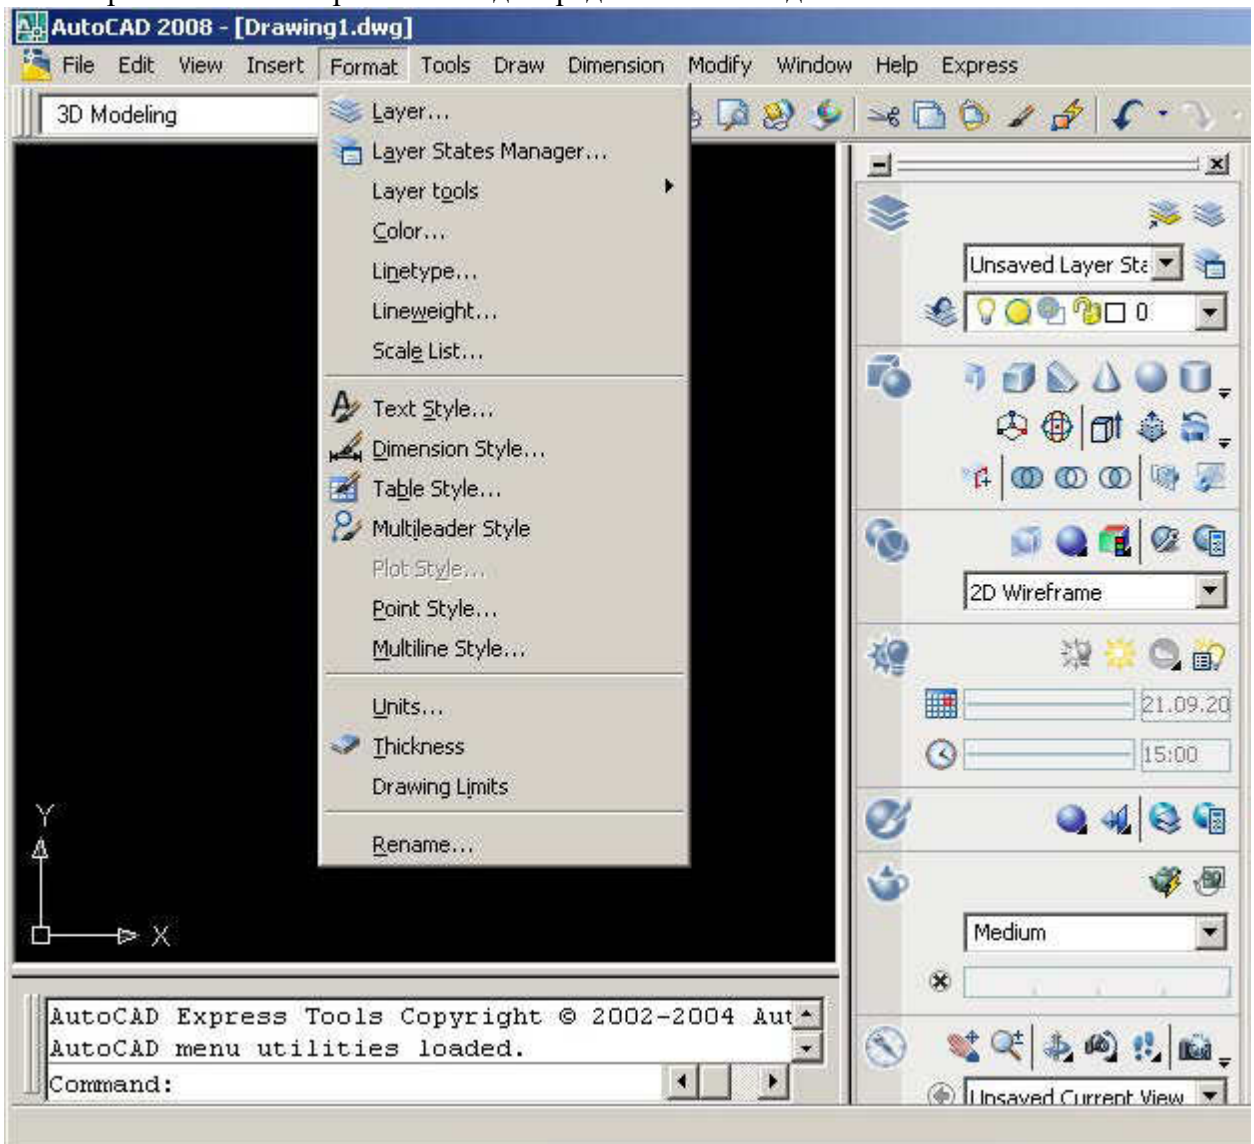 AutoCAD 2008 - [Drawing1.dwg]
File Edit View Insert Format Tools Draw Dimension Modify Window Help Express
3D Modeling
Layer...
Layer States Manager...
Layer tools
Color...
Linetype...
Lineweight...
Scale List...
Text Style...
Dimension Style...
Table Style...
Multileader Style
Plot Style...
Point Style...
Multiline Style...
Units...
Thickness
Drawing Limits
Rename...
Unsaved Layer Sta
0
2D Wireframe
21.09.20
15:00
Medium
Unsaved Current View
Y
X
AutoCAD Express Tools Copyright © 2002-2004 Aut
AutoCAD menu utilities loaded.
Command: